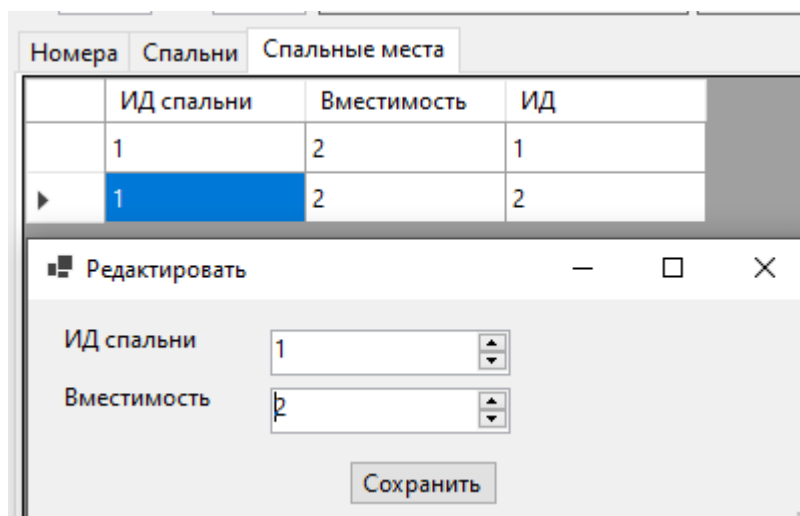 Номера Спальни Спальные места
ИД спальни Вместимость ИД
1 2 1
1 2 2
Редактировать
ИД спальни 1
Вместимость 2
Сохранить